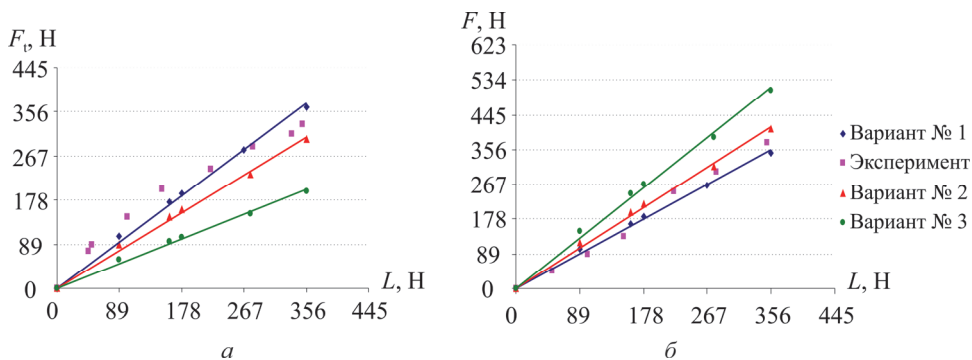 F_t, Н
445
356
267
178
89
0
0 89 178 267 356 445
L, Н
а
F, Н
623
534
445
356
267
178
89
0
0 89 178 267 356 445
L, Н
б
Вариант № 1
Эксперимент
Вариант № 2
Вариант № 3